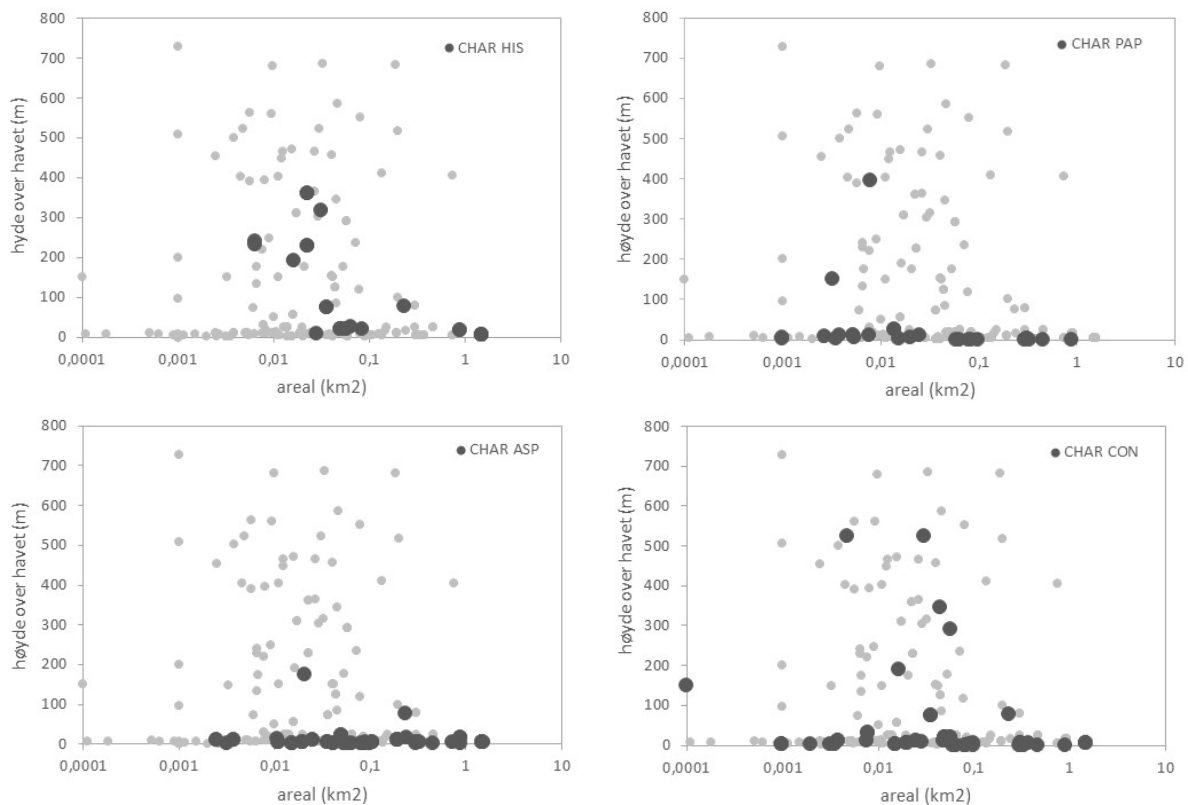 800
700
600
500
400
300
200
100
0
hyde over havet (m)
CHAR HIS
0,0001 0,001 0,01 0,1 1 10
areal (km2)
800
700
600
500
400
300
200
100
0
høyde over havet (m)
CHAR PAP
0,0001 0,001 0,01 0,1 1 10
areal (km2)
800
700
600
500
400
300
200
100
0
høyde over havet (m)
CHAR ASP
0,0001 0,001 0,01 0,1 1 10
areal (km2)
800
700
600
500
400
300
200
100
0
høyde over havet (m)
CHAR CON
0,0001 0,001 0,01 0,1 1 10
areal (km2)